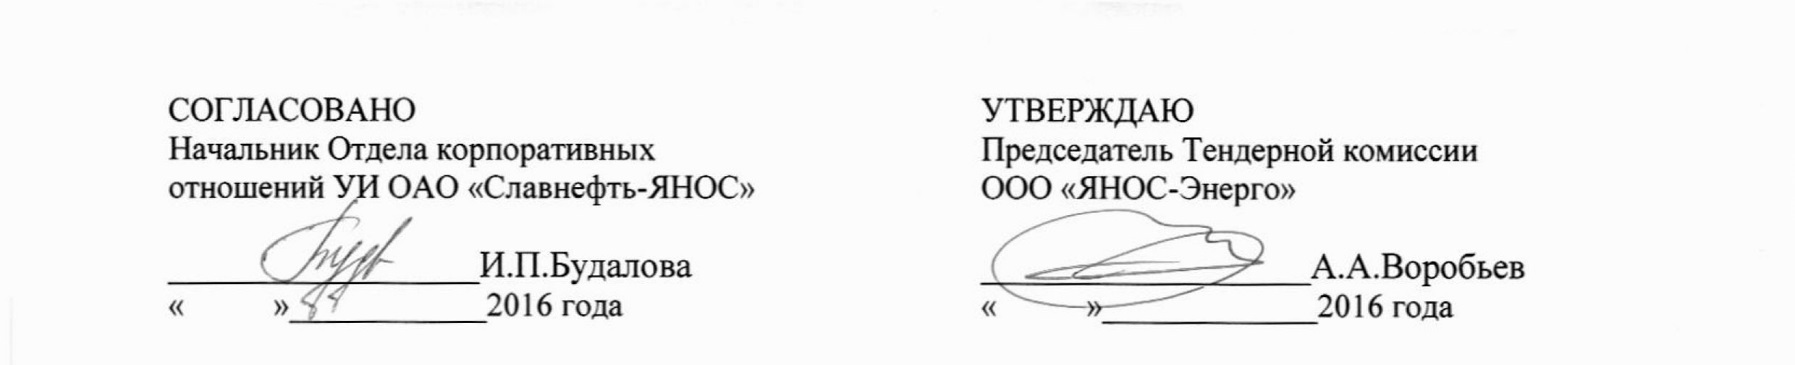 СОГЛАСОВАНО
Начальник Отдела корпоративных
отношений УИ ОАО «Славнефть-ЯНОС»
И.П.Будалова
« » 2016 года
УТВЕРЖДАЮ
Председатель Тендерной комиссии
ООО «ЯНОС-Энерго»
А.А.Воробьев
« » 2016 года